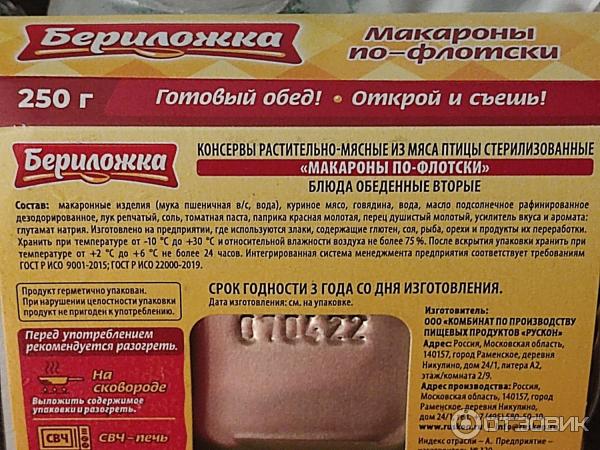 Бериложка
Макароны
по-флотски
250 г
Готовый обед! • Открой и съешь!
Бериложка
КОНСЕРВЫ РАСТИТЕЛЬНО-МЯСНЫЕ ИЗ МЯСА ПТИЦЫ СТЕРИЛИЗОВАННЫЕ
«МАКАРОНЫ ПО-ФЛОТСКИ»
БЛЮДА ОБЕДЕННЫЕ ВТОРЫЕ
Состав: макаронные изделия (мука пшеничная в/с, вода), куриное мясо, говядина, вода, масло подсолнечное рафинированное
дезодорированное, лук репчатый, соль, томатная паста, паприка красная молотая, перец душистый молотый, усилитель вкуса и аромата:
глутамат натрия. Изготовлено на предприятии, где используются злаки, содержащие глютен, соя, рыба, орехи и продукты их переработки.
Хранить при температуре от -10 °С до +30 °С и относительной влажности воздуха не более 75 %. После вскрытия упаковки хранить при
температуре от +2 °С до +6 °С не более 24 часов. Интегрированная система менеджмента предприятия соответствует требованиям
ГОСТ Р ИСО 9001-2015; ГОСТ Р ИСО 22000-2019.
Продукт герметично упакован.
При нарушении целостности упаковки
продукт не пригоден к употреблению.
СРОК ГОДНОСТИ 3 ГОДА СО ДНЯ ИЗГОТОВЛЕНИЯ.
Дата изготовления: см. на упаковке.
070422
Изготовитель:
ООО «КОМБИНАТ ПО ПРОИЗВОДСТВУ
ПИЩЕВЫХ ПРОДУКТОВ «РУСКОН»
Адрес: Россия, Московская область,
140157, город Раменское, деревня
Никулино, дом 24/1, литера А2,
этаж/комната 2/9.
Адрес производства: Россия,
Московская область, 140157, город
Раменское, деревня Никулино,
дом 24/1
Индекс отрасли – А. Предприятие –
Перед употреблением
рекомендуется разогреть.
На
сковороде
Выложить содержимое
упаковки и разогреть.*
СВЧ
СВЧ-печь
ОТЗОВИК